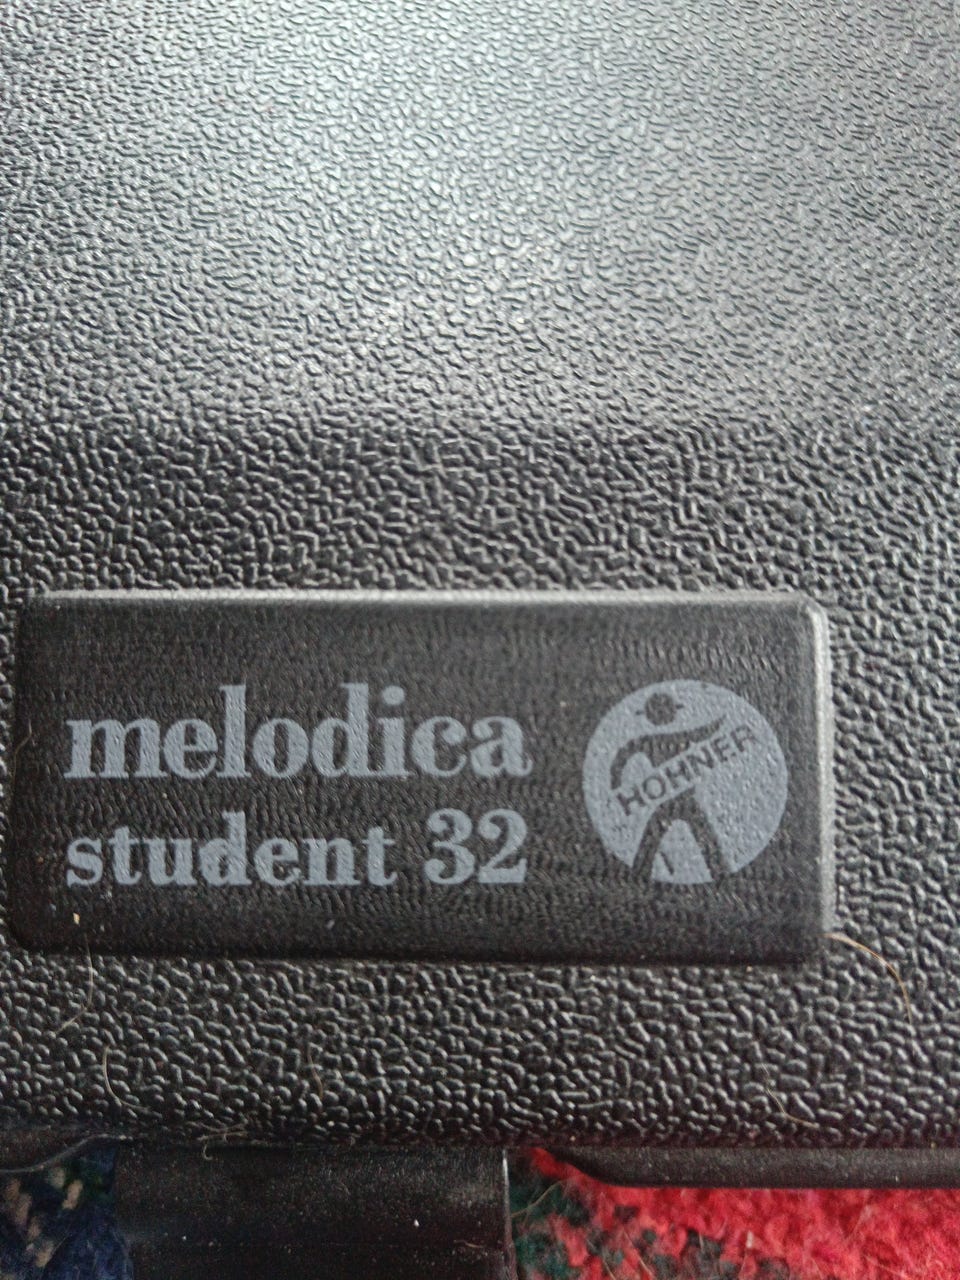 melodica
student 32
HOHNER